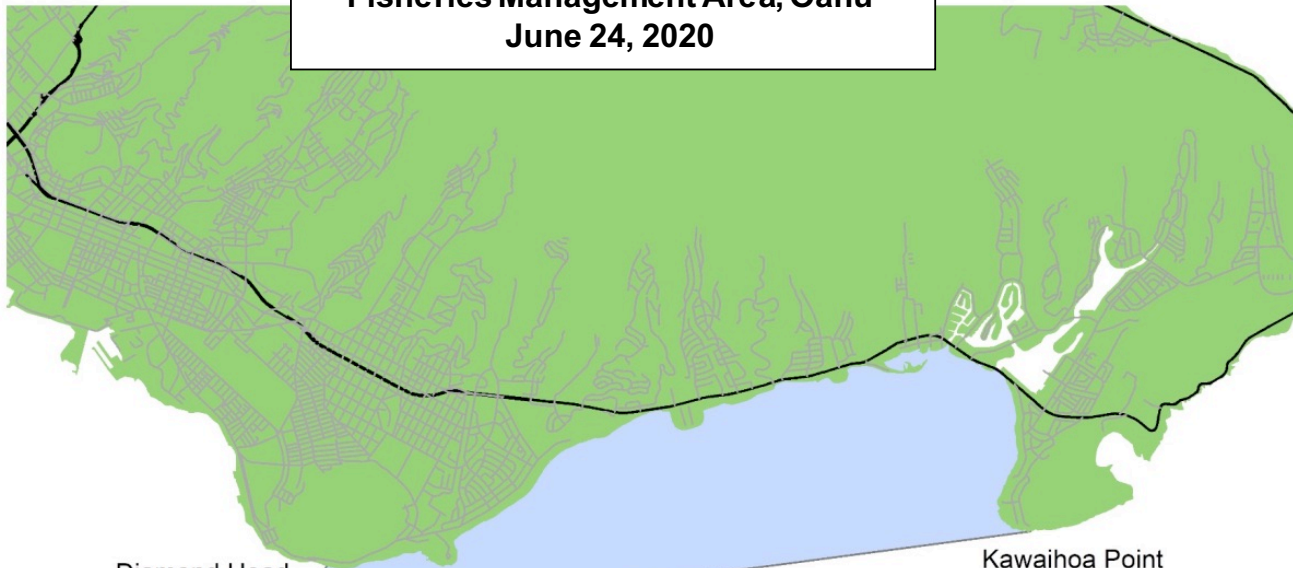 Fisheries Management Area, Oahu
June 24, 2020
Kawaihoa Point
Diamond Head